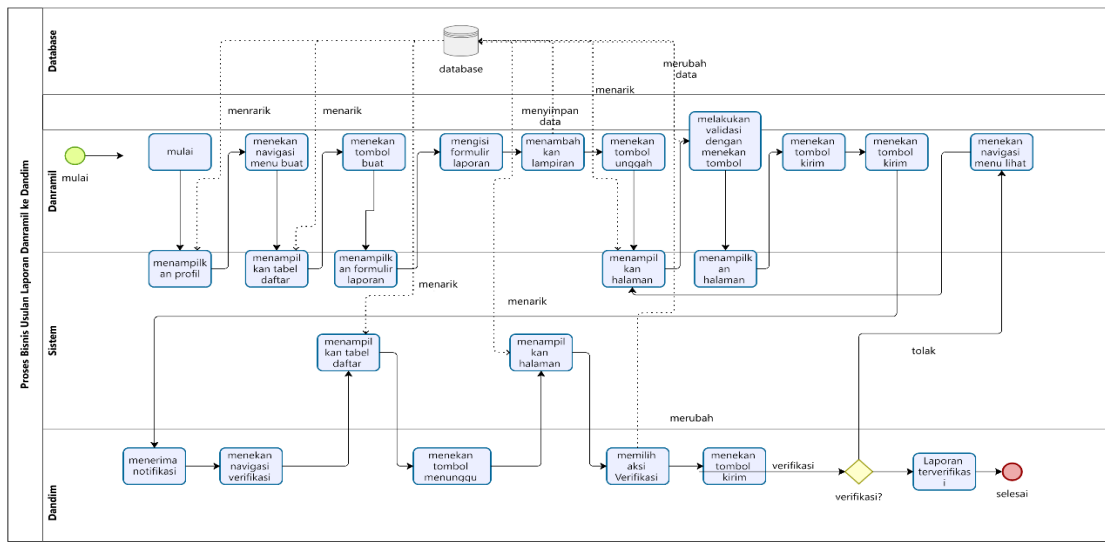 Proses Bisnis Usulan Laporan Danramil ke Dandim
Database
database
merubah
data
menarik
menrarik
menarik
menyimpan
data
Danramil
mulai
mulai
menekan
navigasi
menu buat
menekan
tombol
buat
mengisi
formulir
laporan
menambah
kan
lampiran
menekan
tombol
unggah
melakukan
validasi
dengan
menekan
tombol
menekan
tombol
kirim
menekan
tombol
kirim
menekan
navigasi
menu lihat
Sistem
menampilk
an profil
menampil
kan tabel
daftar
menampilk
an formulir
laporan
menampil
kan
halaman
menampilk
an
halaman
menarik
menarik
menampil
kan tabel
daftar
menampil
kan
halaman
tolak
merubah
Dandim
menerima
notifikasi
menekan
navigasi
verifikasi
menekan
tombol
menunggu
memilih
aksi
Verifikasi
menekan
tombol
kirim
verifikasi
verifikasi?
Laporan
terverifikas
i
selesai